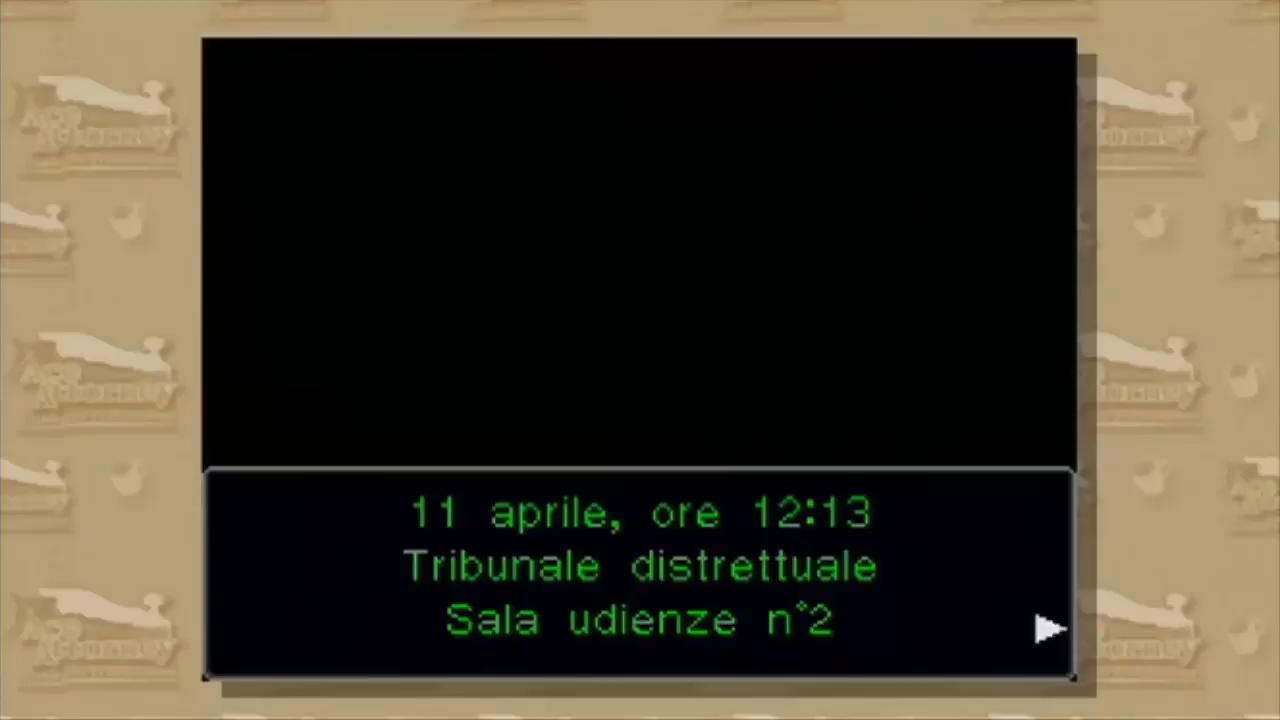 11 aprile, ore 12:13
Tribunale distrettuale
Sala udienze n°2